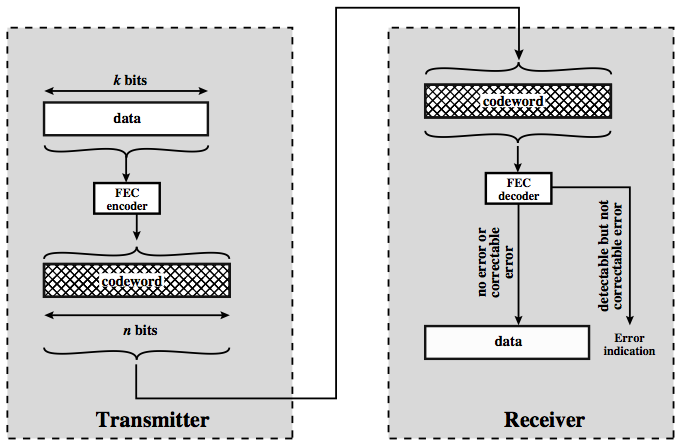 k bits
data
FEC
encoder
codeword
n bits
Transmitter
codeword
FEC
decoder
no error or
correctable
error
detectable but not
correctable error
data
Error
indication
Receiver